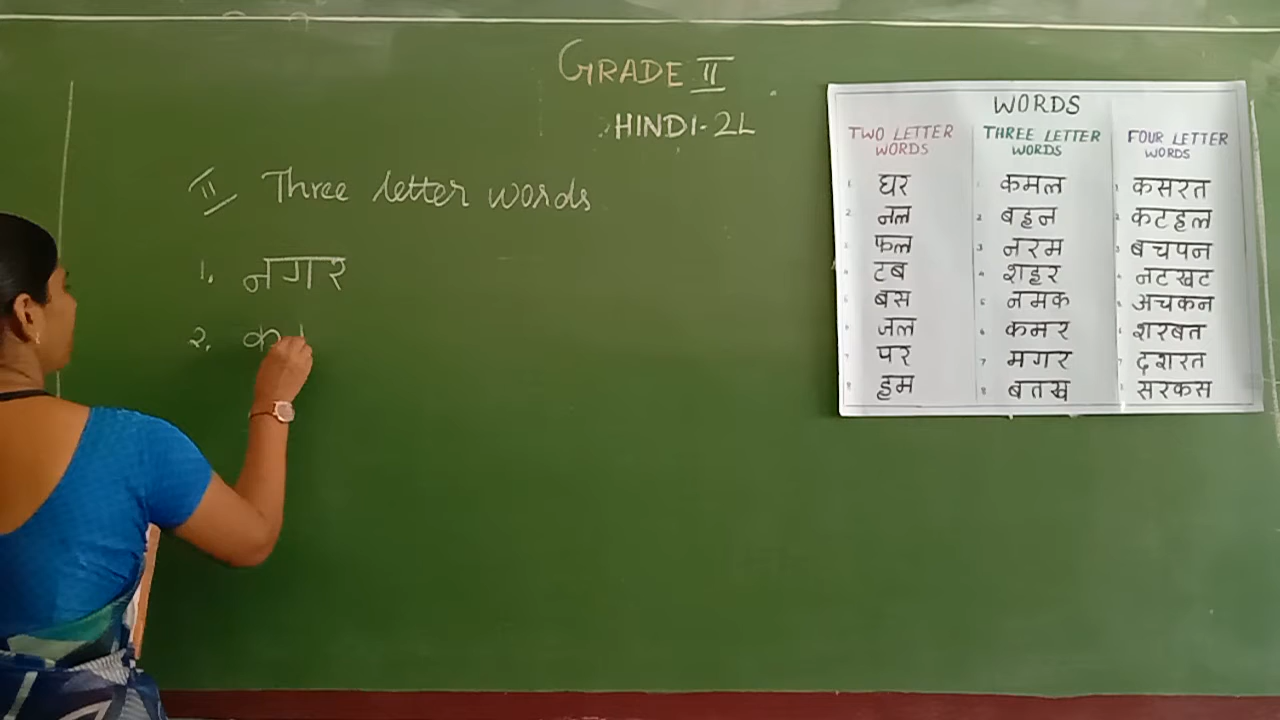 GRADE II
HINDI-2L
II Three letter words
1. नगर
2. क
WORDS
TWO LETTER WORDS
1. घर
2. नल
3. फल
4. टब
5. बस
6. जल
7. पर
8. हम
THREE LETTER WORDS
1. कमल
2. बहन
3. नरम
4. शहर
5. नमक
6. कमर
7. मगर
8. बतख
FOUR LETTER WORDS
1. कसरत
2. कटहल
3. बचपन
4. नटखट
5. अचकन
6. शरबत
7. दशरत
8. सरकस